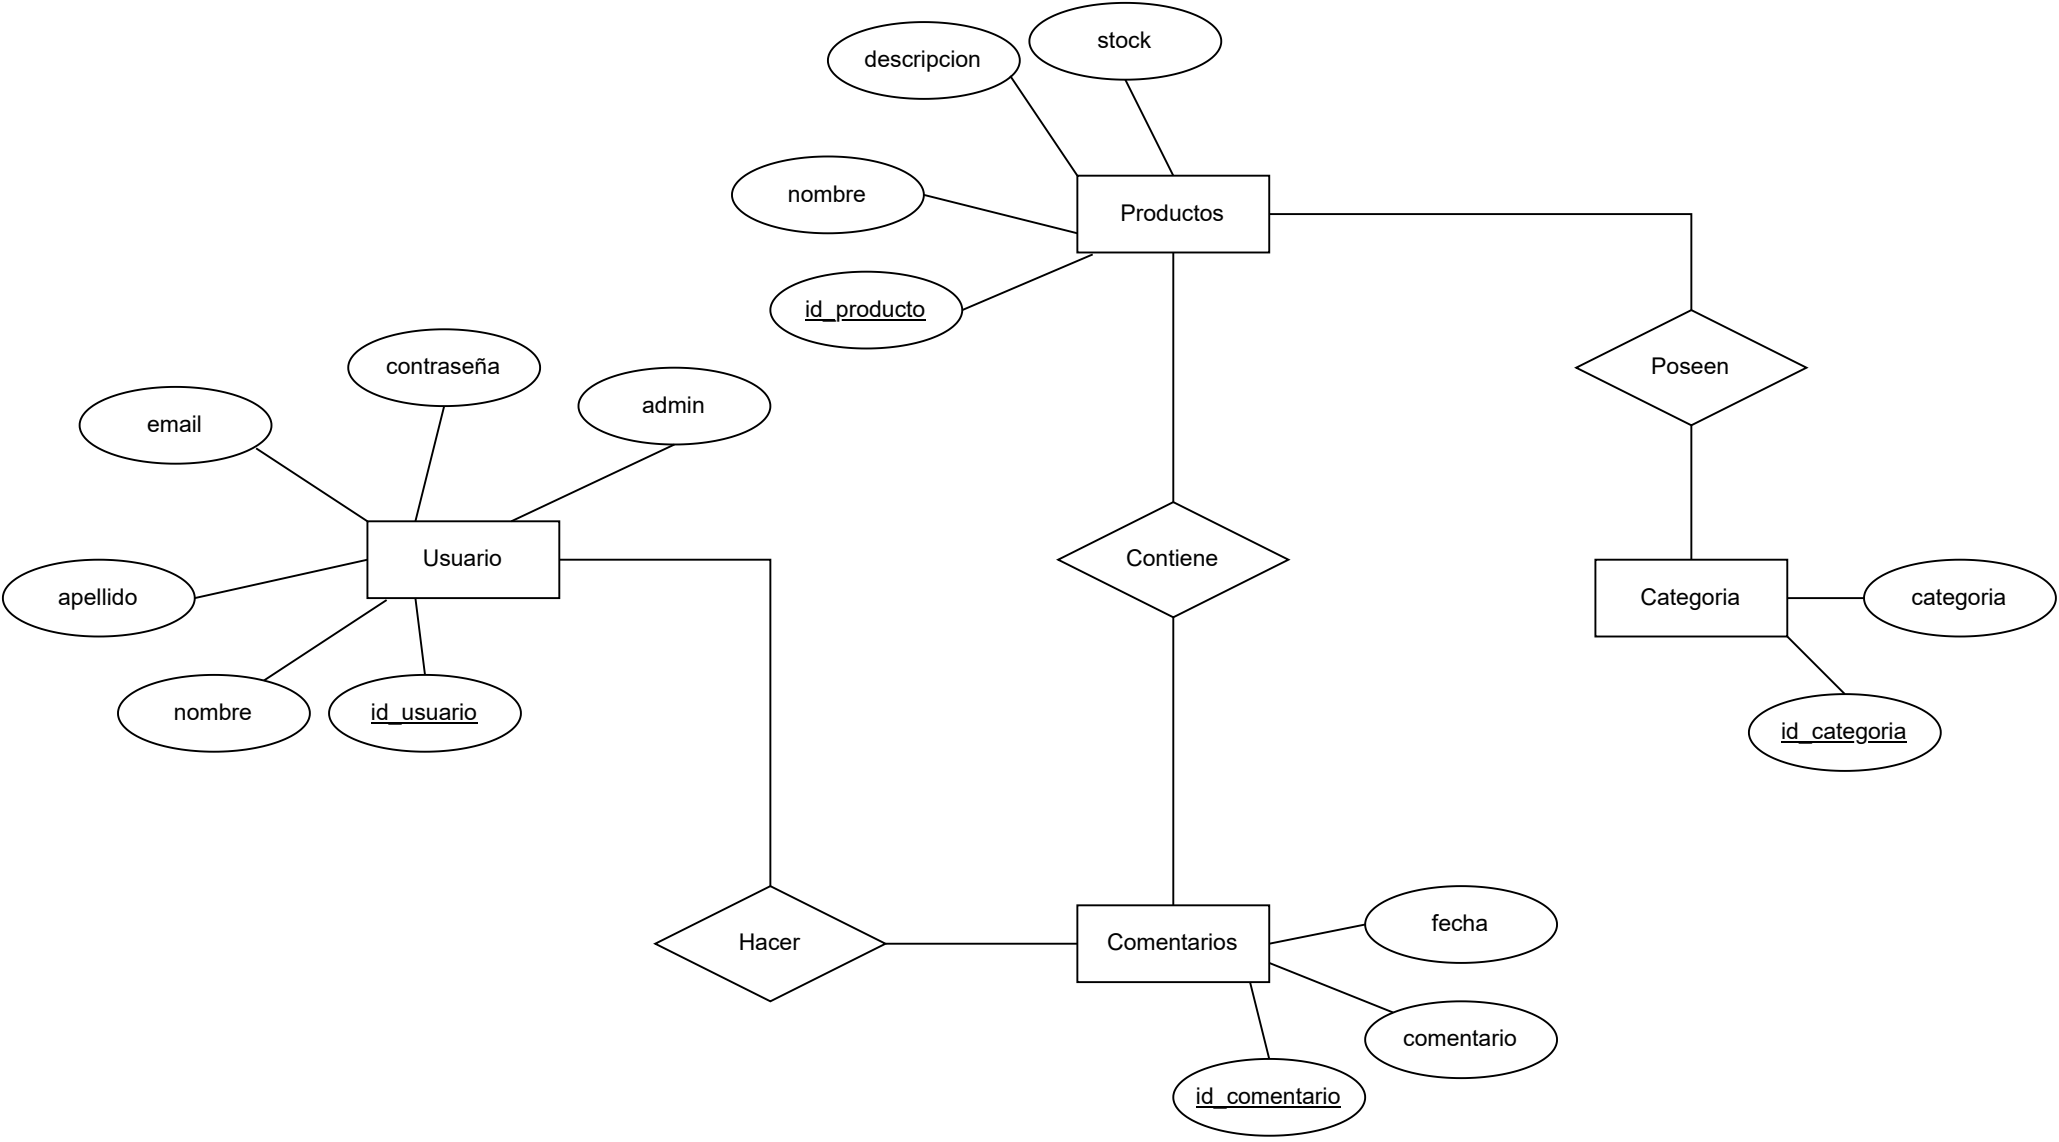 stock
descripcion
nombre
Productos
id_producto
contraseña
Poseen
admin
email
Usuario
Contiene
apellido
Categoria
categoria
nombre
id_usuario
id_categoria
fecha
Hacer
Comentarios
comentario
id_comentario